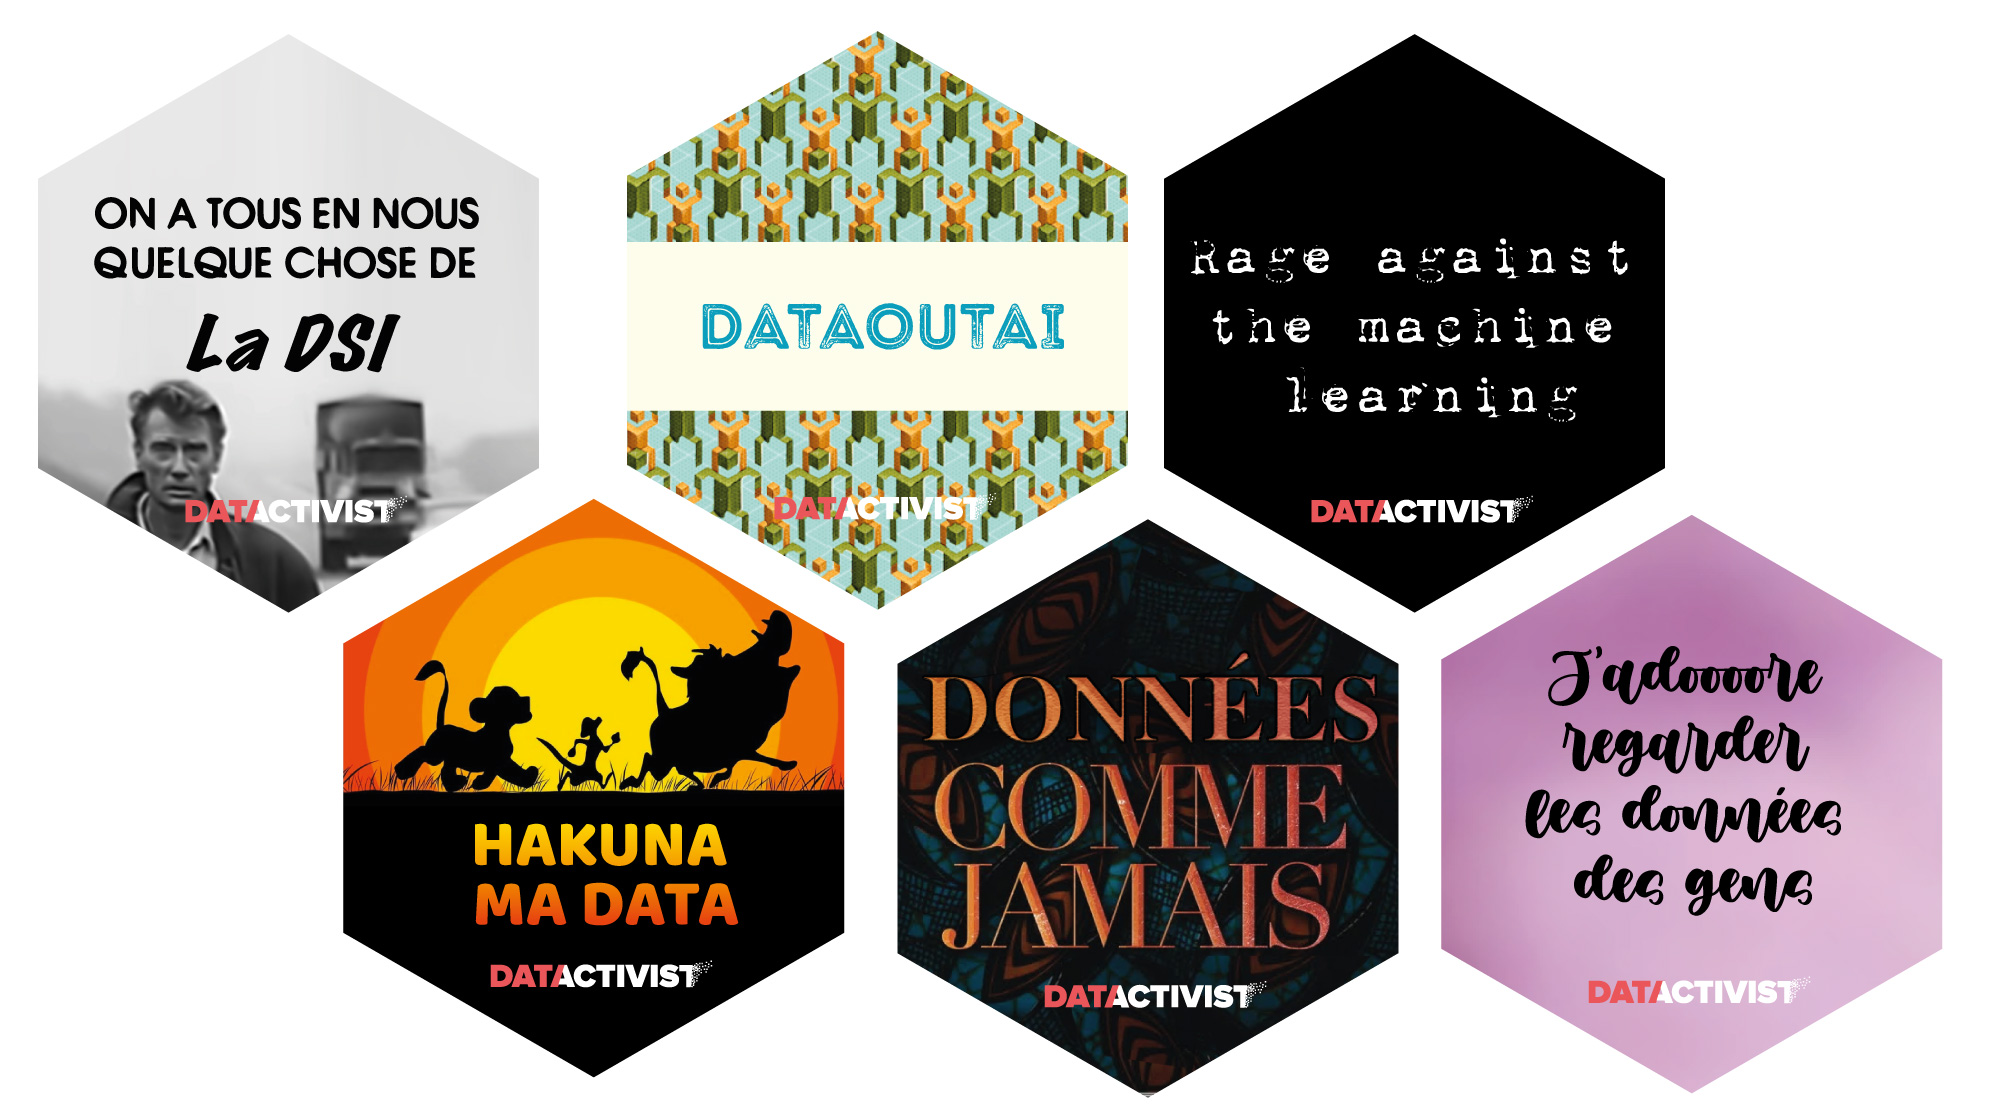 ON A TOUS EN NOUS
QUELQUE CHOSE DE
La DSI
DATACTIVIST
DATAOUTAI
DATACTIVIST
Rage against
the machine
learning
DATACTIVIST
HAKUNA
MA DATA
DATACTIVIST
DONNÉES
COMME
JAMAIS
DATACTIVIST
J'adoooore
regarder
les données
des gens
DATACTIVIST